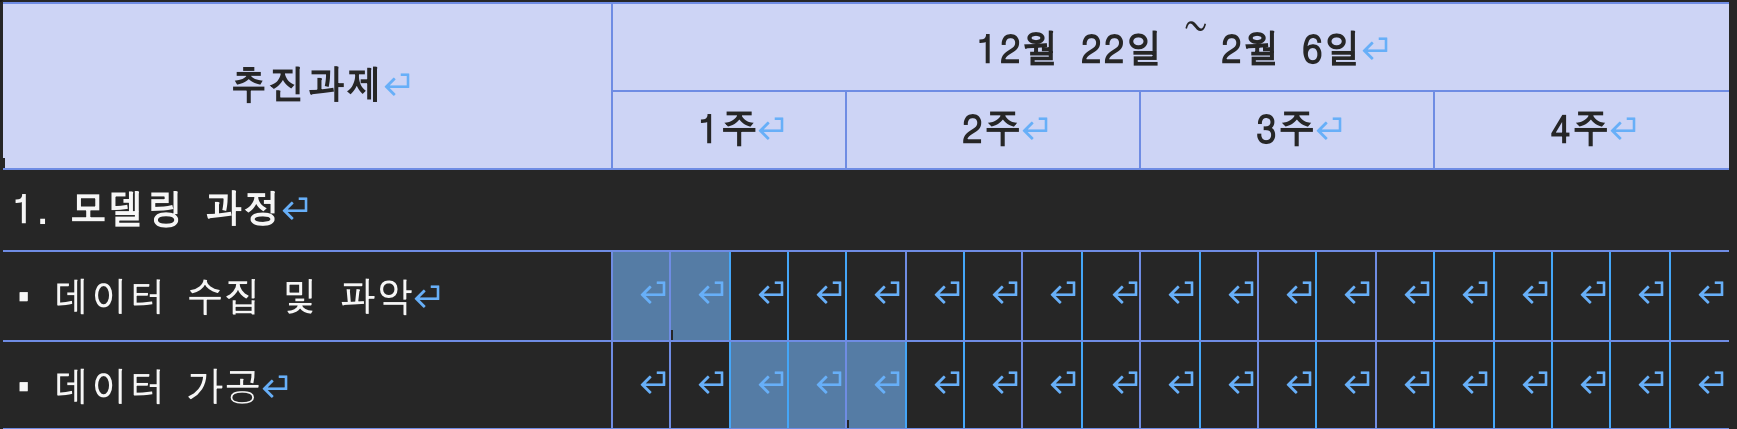 추진과제
12월 22일 ~ 2월 6일
1주 2주 3주 4주
1. 모델링 과정
▪ 데이터 수집 및 파악
▪ 데이터 가공